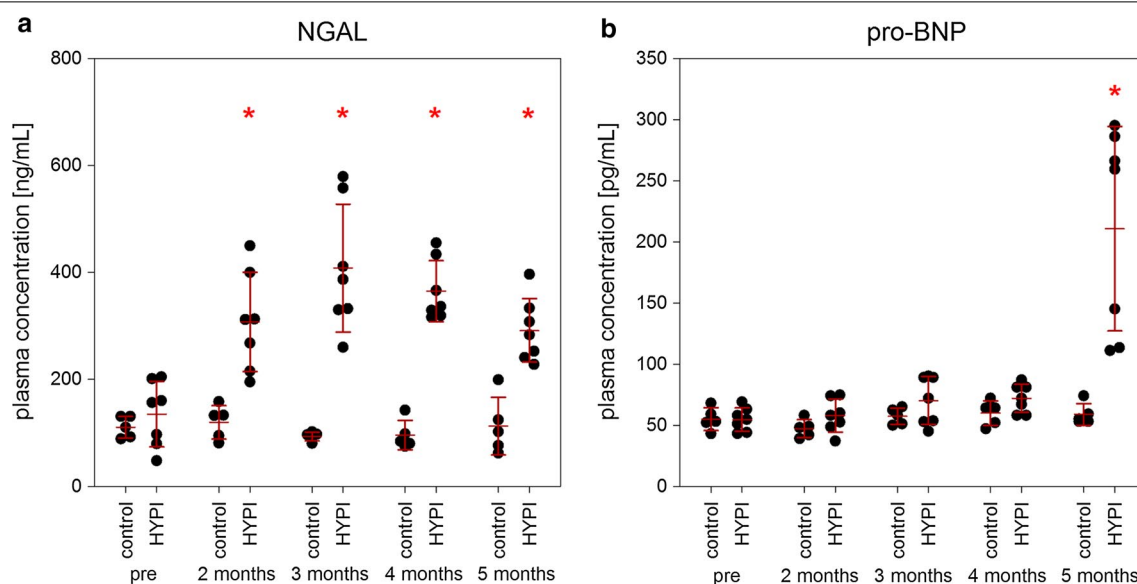 a
NGAL
plasma concentration [ng/mL]
800
600
400
200
0
*
*
*
*
control
HYPI
control
HYPI
control
HYPI
control
HYPI
control
HYPI
pre
2 months
3 months
4 months
5 months
b
pro-BNP
plasma concentration [pg/mL]
350
300
250
200
150
100
50
0
*
control
HYPI
control
HYPI
control
HYPI
control
HYPI
control
HYPI
pre
2 months
3 months
4 months
5 months